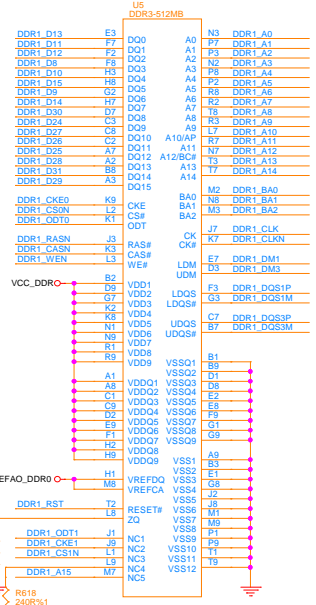 U5
DDR3-512MB
DDR1_D13 E3 DQ0 A0 N3 DDR1_A0
DDR1_D11 F7 DQ1 A1 P7 DDR1_A1
DDR1_D12 F2 DQ2 A2 P3 DDR1_A2
DDR1_D8 F8 DQ3 A3 N2 DDR1_A3
DDR1_D10 H3 DQ4 A4 P8 DDR1_A4
DDR1_D15 H8 DQ5 A5 P2 DDR1_A5
DDR1_D9 G2 DQ6 A6 R8 DDR1_A6
DDR1_D14 H7 DQ7 A7 R2 DDR1_A7
DDR1_D30 D7 DQ8 A8 T8 DDR1_A8
DDR1_D24 C3 DQ9 A9 R3 DDR1_A9
DDR1_D27 C8 DQ10 A10/AP L7 DDR1_A10
DDR1_D26 C2 DQ11 A11 R7 DDR1_A11
DDR1_D25 A7 DQ12 A12/BC# N7 DDR1_A12
DDR1_D28 A2 DQ13 A13 T3 DDR1_A13
DDR1_D31 B8 DQ14 A14 T7 DDR1_A14
DDR1_D29 A3 DQ15
BA0 M2 DDR1_BA0
DDR1_CKE0 K9 CKE BA1 N8 DDR1_BA1
DDR1_CS0N L2 CS# BA2 M3 DDR1_BA2
DDR1_ODT0 K1 ODT
CK J7 DDR1_CLK
DDR1_RASN J3 RAS# CK# K7 DDR1_CLKN
DDR1_CASN K3 CAS#
DDR1_WEN L3 WE# LDM E7 DDR1_DM1
UDM D3 DDR1_DM3
VCC_DDR B2 VDD1
D9 VDD2 LDQS F3 DDR1_DQS1P
G7 VDD3 LDQS# G3 DDR1_DQS1M
K2 VDD4
K8 VDD5 UDQS C7 DDR1_DQS3P
N1 VDD6 UDQS# B7 DDR1_DQS3M
N9 VDD7
R1 VDD8
R9 VDD9 VSSQ1 B1
VSSQ2 B9
A1 VDDQ1 VSSQ3 D1
A8 VDDQ2 VSSQ4 D8
C1 VDDQ3 VSSQ5 E2
C9 VDDQ4 VSSQ6 E8
D2 VDDQ5 VSSQ7 F9
E9 VDDQ6 VSSQ8 G1
F1 VDDQ7 VSSQ9 G9
H2 VDDQ8
H9 VDDQ9 VSS1 A9
VSS2 B3
EFAO_DDR0 H1 VREFDQ VSS3 E1
M8 VREFCA VSS4 G8
VSS5 J2
DDR1_RST T2 RESET# VSS6 J8
L8 ZQ VSS7 M1
VSS8 M9
DDR1_ODT1 J1 NC1 VSS9 P1
DDR1_CKE1 J9 NC2 VSS10 P9
DDR1_CS1N L1 NC3 VSS11 T1
L9 NC4 VSS12 T9
DDR1_A15 M7 NC5
R618
240R%1